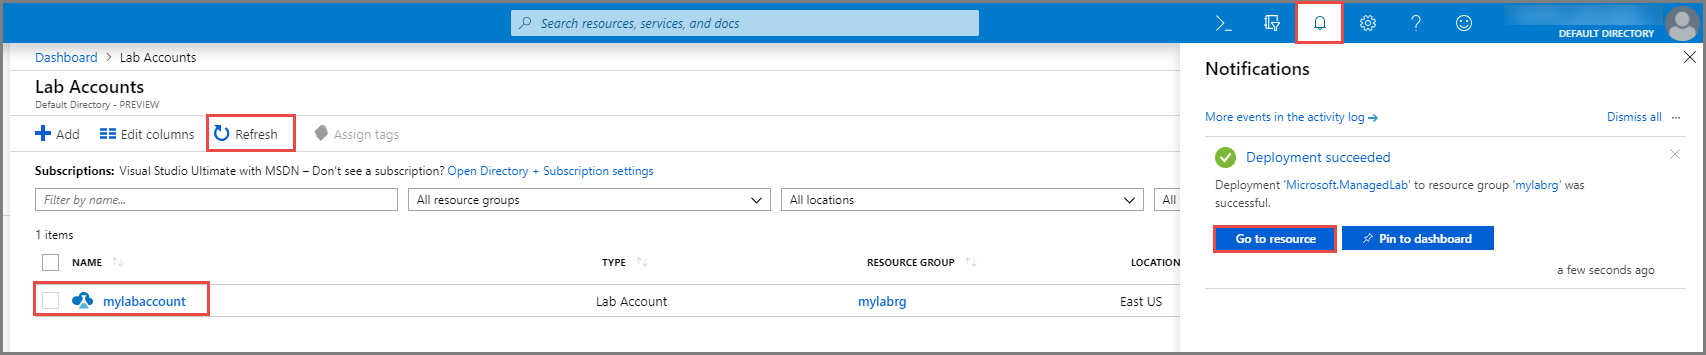 Search resources, services, and docs
DEFAULT DIRECTORY
Dashboard > Lab Accounts
Lab Accounts
Default Directory - PREVIEW
Add Edit columns Refresh Assign tags
Subscriptions: Visual Studio Ultimate with MSDN – Don't see a subscription? Open Directory + Subscription settings
Filter by name... All resource groups All locations All
1 items
NAME TYPE RESOURCE GROUP LOCATION
mylabaccount Lab Account mylabrg East US
Notifications
More events in the activity log → Dismiss all ...
Deployment succeeded
Deployment 'Microsoft.ManagedLab' to resource group 'mylabrg' was
successful.
Go to resource Pin to dashboard
a few seconds ago